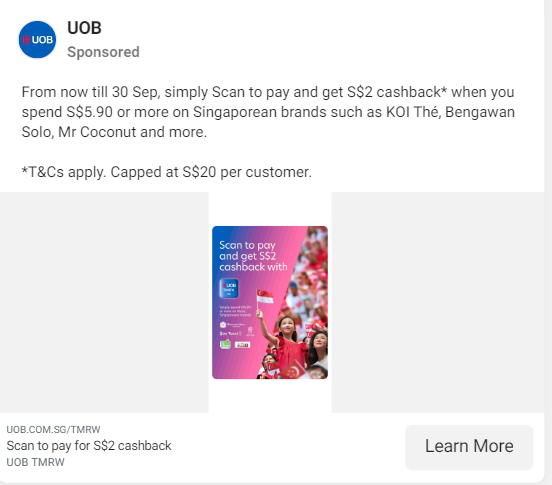 UOB
UOB
Sponsored
From now till 30 Sep, simply Scan to pay and get S$2 cashback* when you
spend S$5.90 or more on Singaporean brands such as KOI Thé, Bengawan
Solo, Mr Coconut and more.
*T&Cs apply. Capped at S$20 per customer.
Scan to pay
and get S$2
cashback with
UOB
UOB.COM.SG/TMRW
Scan to pay for S$2 cashback
UOB TMRW
Learn More